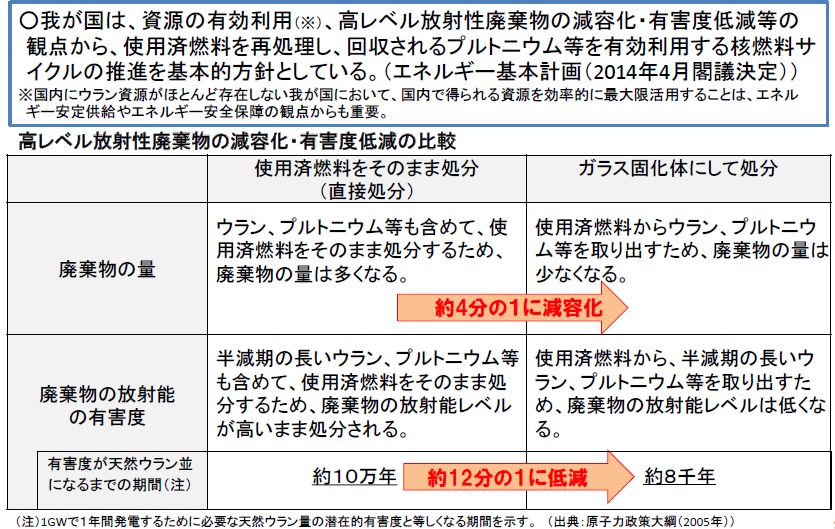 〇我が国は、資源の有効利用(※)、高レベル放射性廃棄物の減容化・有害度低減等の
観点から、使用済燃料を再処理し、回収されるプルトニウム等を有効利用する核燃料サ
イクルの推進を基本的方針としている。(エネルギー基本計画(2014年4月閣議決定))
※国内にウラン資源がほとんど存在しない我が国において、国内で得られる資源を効率的に最大限活用することは、エネル
ギー安定供給やエネルギー安全保障の観点からも重要。
高レベル放射性廃棄物の減容化・有害度低減の比較
使用済燃料をそのまま処分
(直接処分)
ガラス固化体にして処分
廃棄物の量
ウラン、プルトニウム等も含めて、使
用済燃料をそのまま処分するため、
廃棄物の量は多くなる。
使用済燃料からウラン、プルトニウ
ム等を取り出すため、廃棄物の量は
少なくなる。
約4分の1に減容化
廃棄物の放射能
の有害度
半減期の長いウラン、プルトニウム等
も含めて、使用済燃料をそのまま処
分するため、廃棄物の放射能レベル
が高いまま処分される。
使用済燃料から、半減期の長いウ
ラン、プルトニウム等を取り出すた
め、廃棄物の放射能レベルは低くな
る。
有害度が天然ウラン並
になるまでの期間(注)
約10万年
約12分の1に低減
約8千年
(注)1GWで1年間発電するために必要な天然ウラン量の潜在的有害度と等しくなる期間を示す。 (出典:原子力政策大綱(2005年))